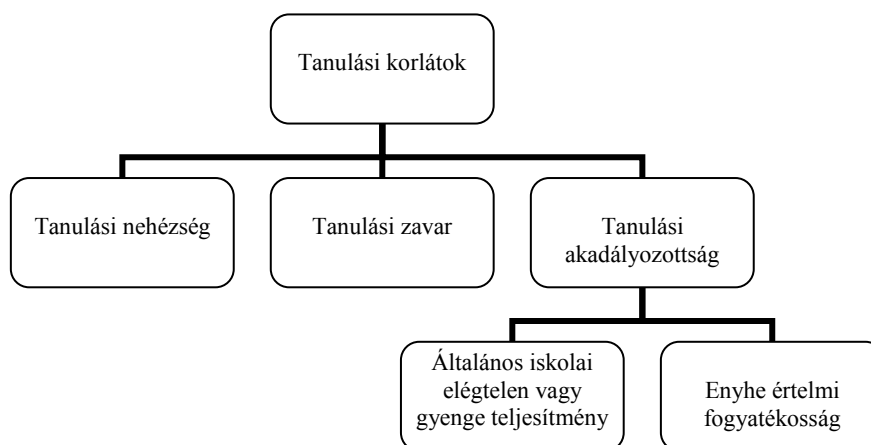 Tanulási korlátok
Tanulási nehézség
Tanulási zavar
Tanulási
akadályozottság
Általános iskolai
elégtelen vagy
gyenge teljesítmény
Enyhe értelmi
fogyatékosság